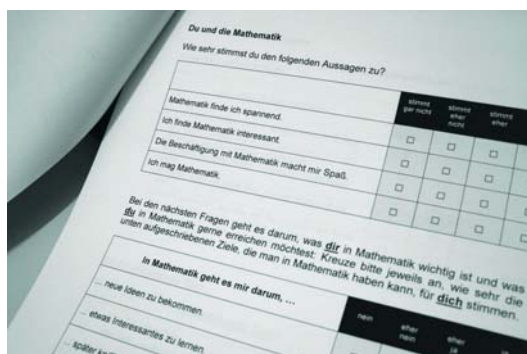 Du und die Mathematik
Wie sehr stimmst du den folgenden Aussagen zu?
stimmt gar nicht
stimmt eher nicht
stimmt eher
Mathematik finde ich spannend.
Ich finde Mathematik interessant.
Die Beschäftigung mit Mathematik macht mir Spaß.
Ich mag Mathematik.
Bei den nächsten Fragen geht es darum, was dir in Mathematik wichtig ist und was
du in Mathematik gerne erreichen möchtest: Kreuze bitte jeweils an, wie sehr die
unten aufgeschriebenen Ziele, die man in Mathematik haben kann, für dich stimmen.
In Mathematik geht es mir darum, …
nein
eher nein
eher ja
... neue Ideen zu bekommen.
... etwas Interessantes zu lernen.
... später